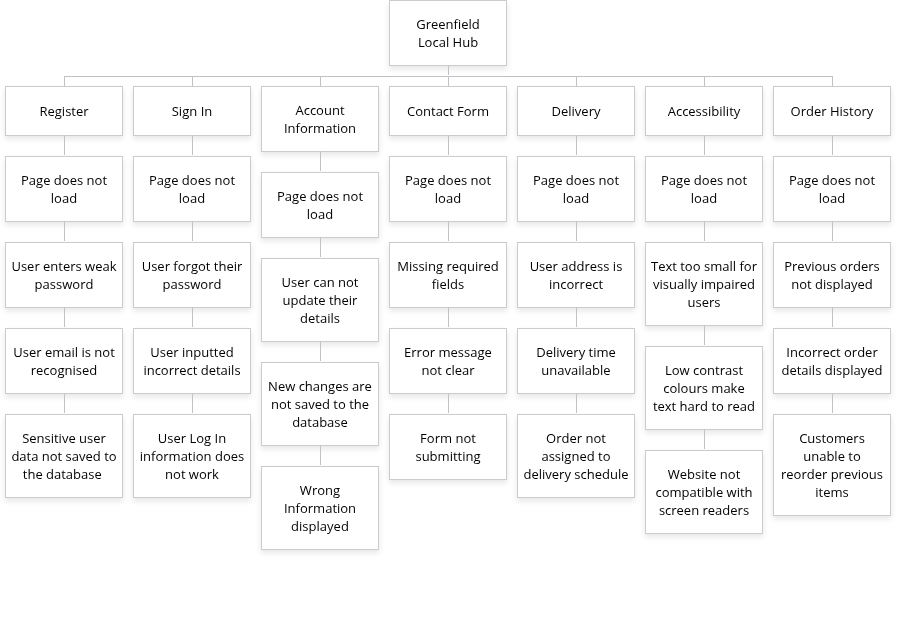 Greenfield
Local Hub
Register
Sign In
Account
Information
Contact Form
Delivery
Accessibility
Order History
Page does not
load
User enters weak
password
User email is not
recognised
Sensitive user
data not saved to
the database
Page does not
load
User forgot their
password
User inputted
incorrect details
User Log In
information does
not work
Page does not
load
User can not
update their
details
New changes are
not saved to the
database
Wrong
Information
displayed
Page does not
load
Missing required
fields
Error message
not clear
Form not
submitting
Page does not
load
User address is
incorrect
Delivery time
unavailable
Order not
assigned to
delivery schedule
Page does not
load
Text too small for
visually impaired
users
Low contrast
colours make
text hard to read
Website not
compatible with
screen readers
Page does not
load
Previous orders
not displayed
Incorrect order
details displayed
Customers
unable to
reorder previous
items